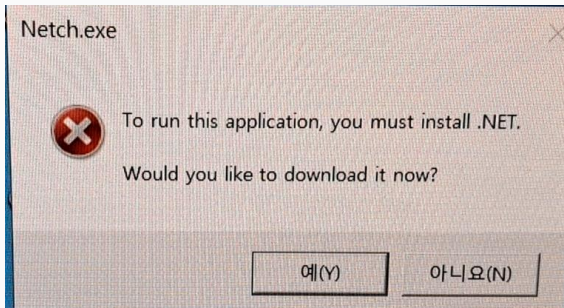 Netch.exe
To run this application, you must install .NET.
Would you like to download it now?
예(Y)
아니요(N)